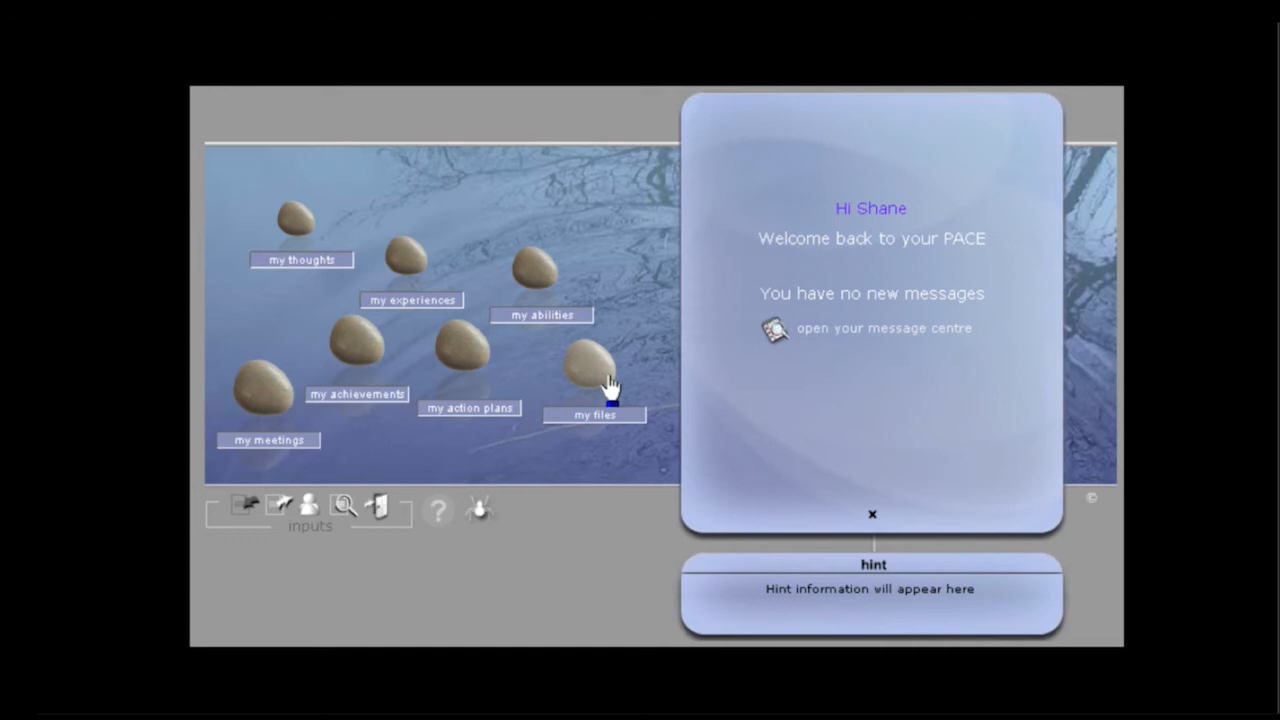 my thoughts
my experiences
my abilities
my achievements
my action plans
my files
my meetings
inputs
?
Hi Shane
Welcome back to your PACE
You have no new messages
open your message centre
x
hint
Hint information will appear here
©